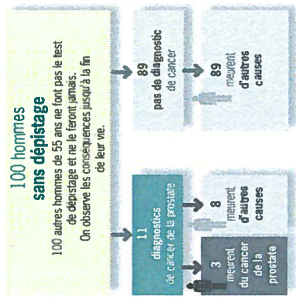 100 hommes
sans dépistage
100 autres hommes de 55 ans ne font pas le test
de dépistage et ne le feront jamais.
On observe les conséquences jusqu'à la fin
de leur vie.
11
diagnostics
de cancer de la prostate
89
pas de diagnostic
de cancer
3
meurent
du cancer
de la
prostate
8
meurent
d'autres
causes
89
meurent
d'autres
causes